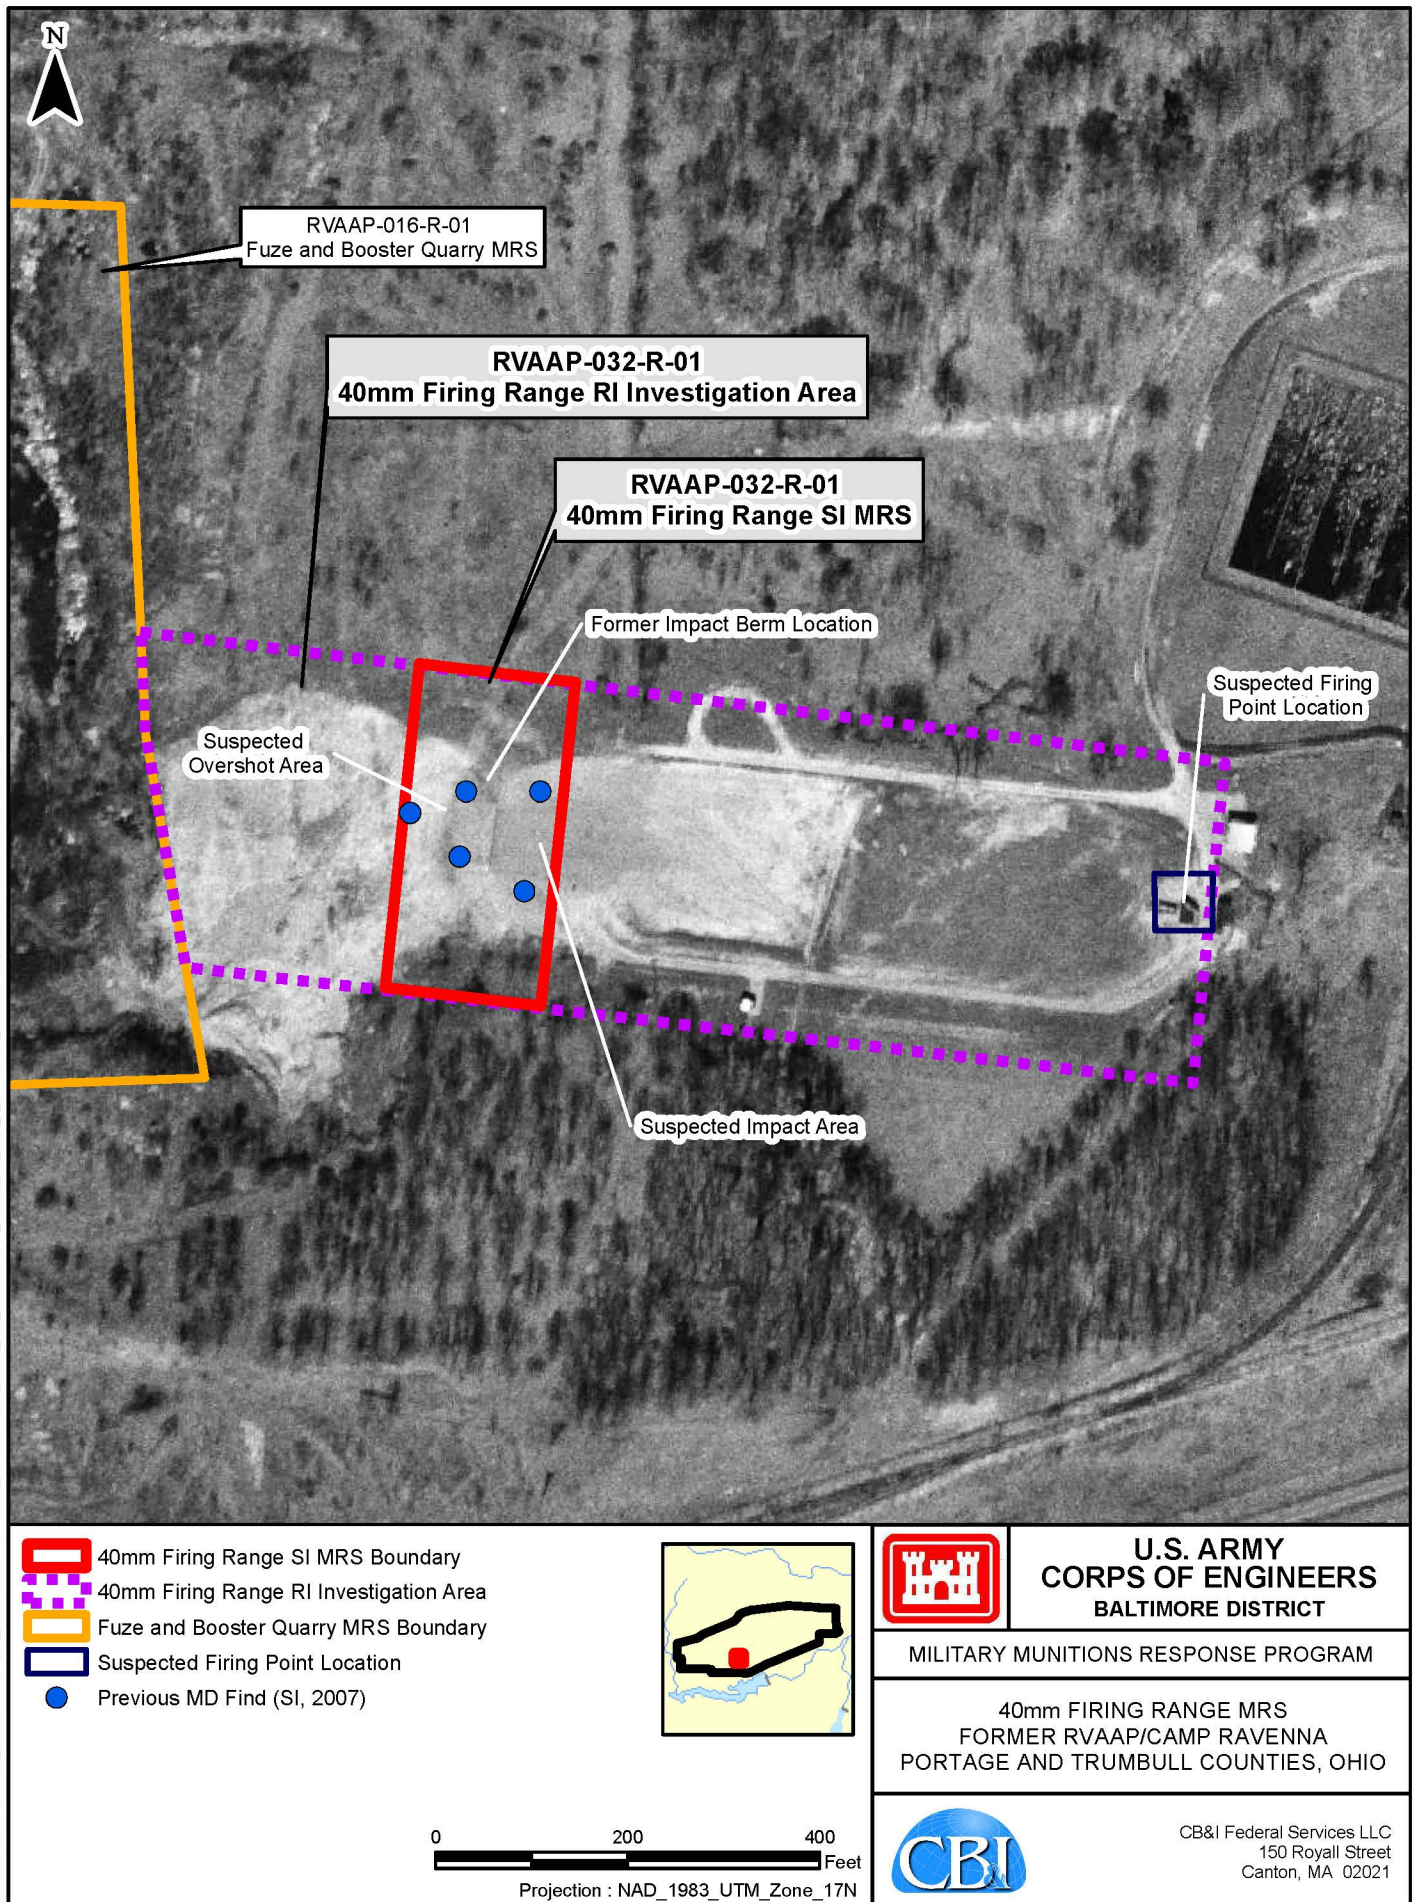 N
RVAAP-016-R-01
Fuze and Booster Quarry MRS
RVAAP-032-R-01
40mm Firing Range RI Investigation Area
RVAAP-032-R-01
40mm Firing Range SI MRS
Former Impact Berm Location
Suspected Firing
Point Location
Suspected
Overshot Area
Suspected Impact Area
40mm Firing Range SI MRS Boundary
40mm Firing Range RI Investigation Area
Fuze and Booster Quarry MRS Boundary
Suspected Firing Point Location
Previous MD Find (SI, 2007)
0 200 400
Feet
Projection : NAD_1983_UTM_Zone_17N
U.S. ARMY
CORPS OF ENGINEERS
BALTIMORE DISTRICT
MILITARY MUNITIONS RESPONSE PROGRAM
40mm FIRING RANGE MRS
FORMER RVAAP/CAMP RAVENNA
PORTAGE AND TRUMBULL COUNTIES, OHIO
CB&I
CB&I Federal Services LLC
150 Royall Street
Canton, MA 02021